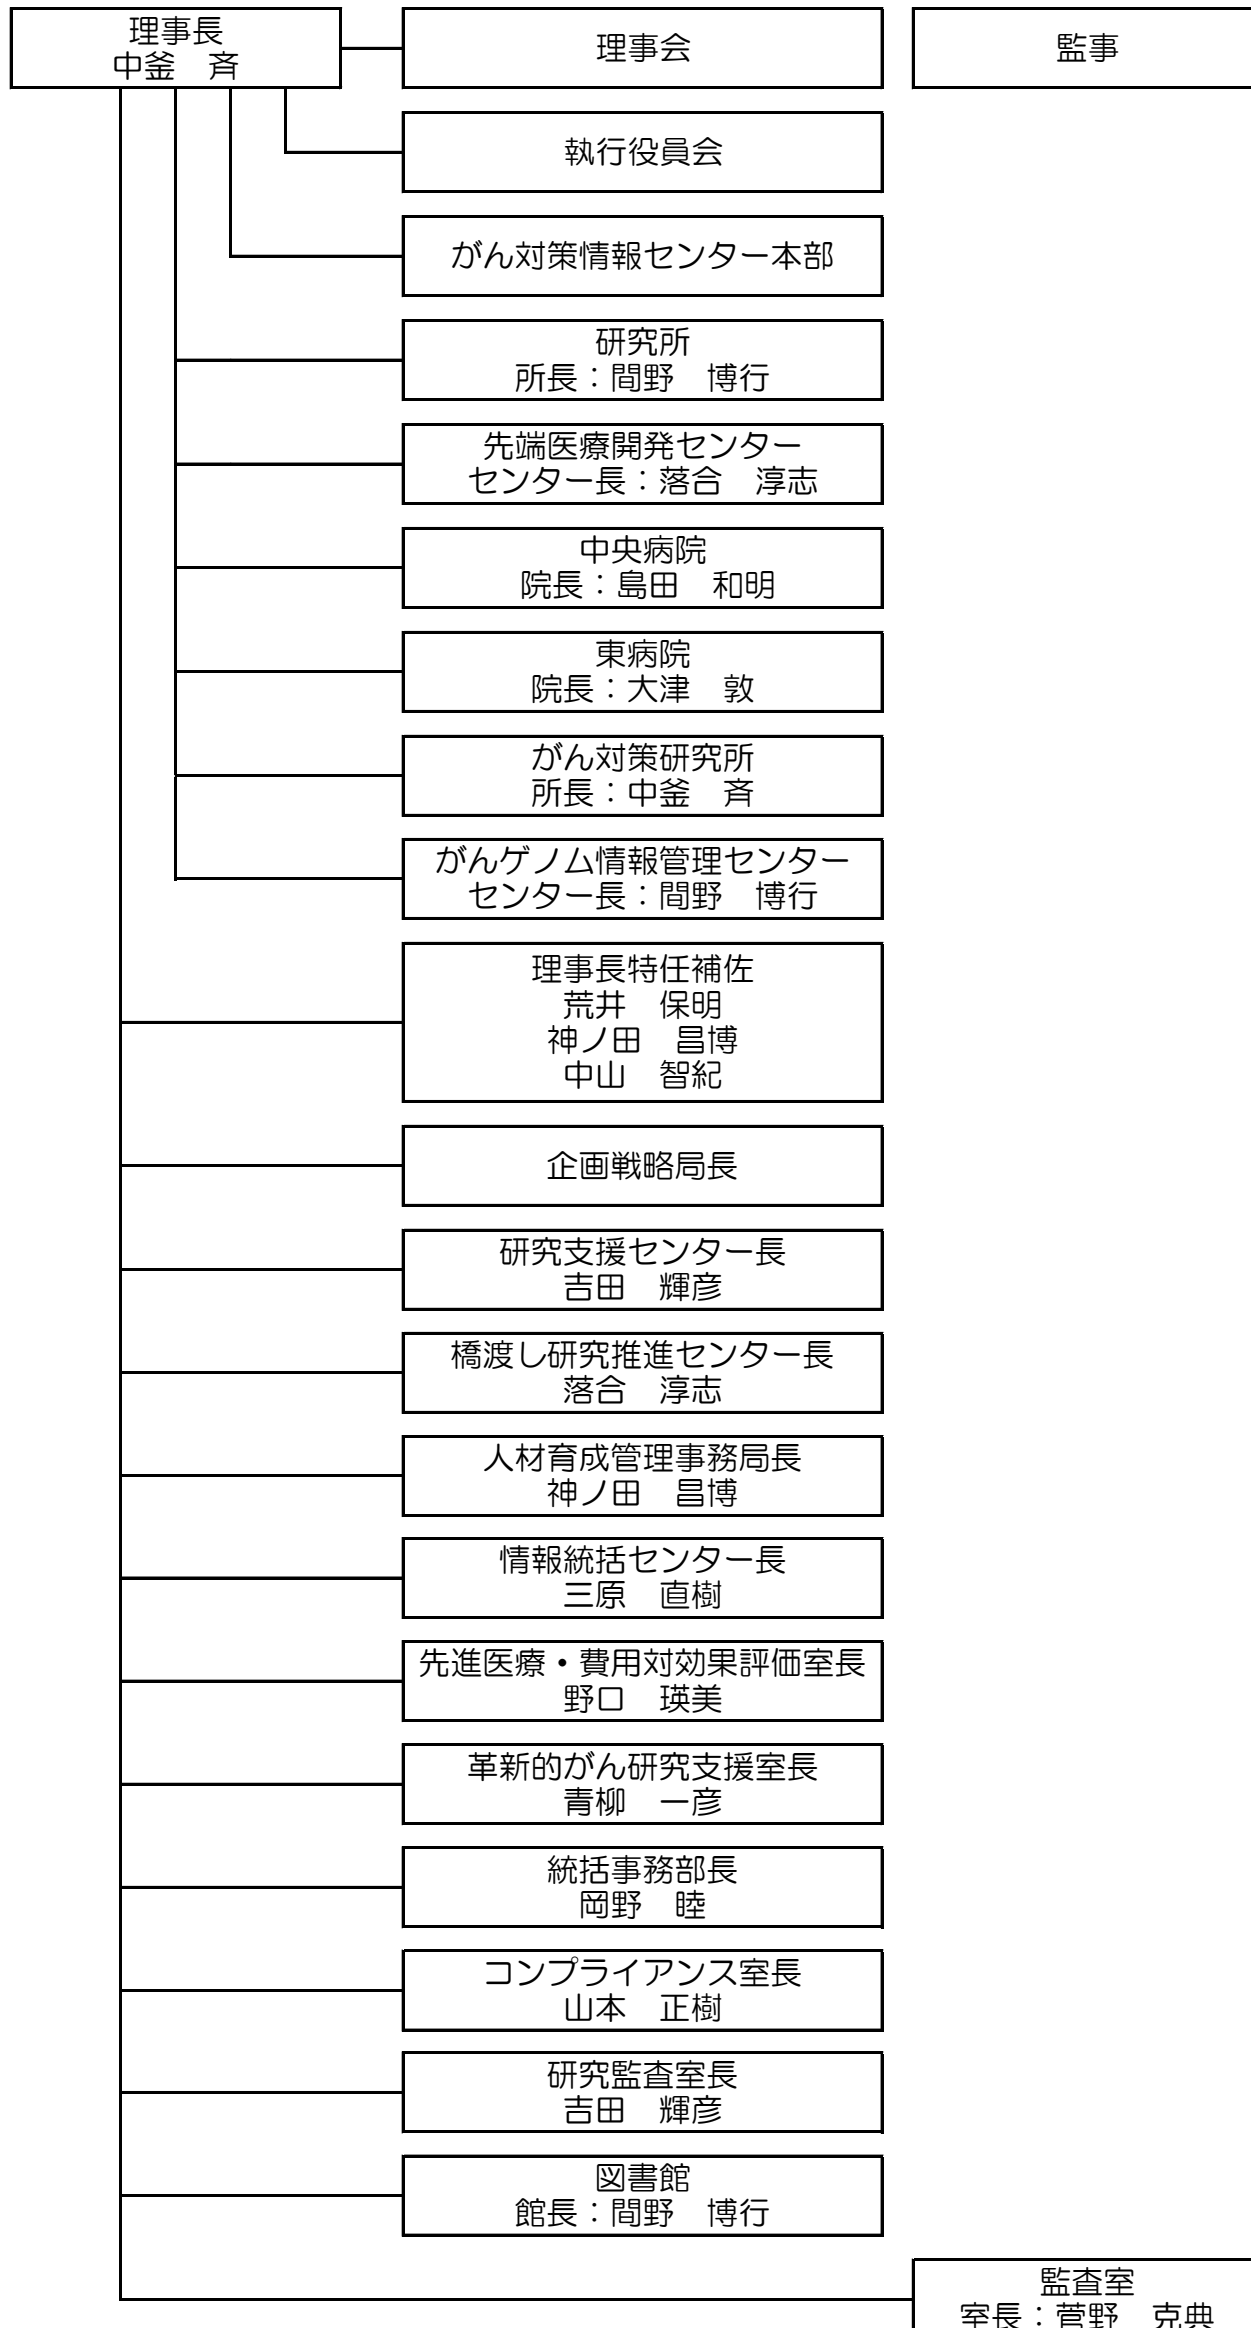 理事長
中釜　斉
理事会
監事
執行役員会
がん対策情報センター本部
研究所
所長：間野　博行
先端医療開発センター
センター長：落合　淳志
中央病院
院長：島田　和明
東病院
院長：大津　敦
がん対策研究所
所長：中釜　斉
がんゲノム情報管理センター
センター長：間野　博行
理事長特任補佐
荒井　保明
神ノ田　昌博
中山　智紀
企画戦略局長
研究支援センター長
吉田　輝彦
橋渡し研究推進センター長
落合　淳志
人材育成管理事務局長
神ノ田　昌博
情報統括センター長
三原　直樹
先進医療・費用対効果評価室長
野口　瑛美
革新的がん研究支援室長
青柳　一彦
統括事務部長
岡野　睦
コンプライアンス室長
山本　正樹
研究監査室長
吉田　輝彦
図書館
館長：間野　博行
監査室
室長：菅野　克典